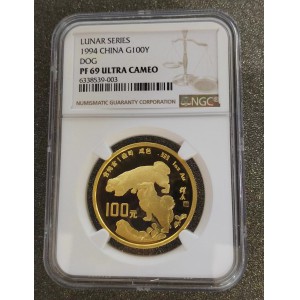 LUNAR SERIES
1994 CHINA G100Y
DOG
PF 69 ULTRA CAMEO
6338539-003
NUMISMATIC GUARANTY CORPORATION
NGC
100元